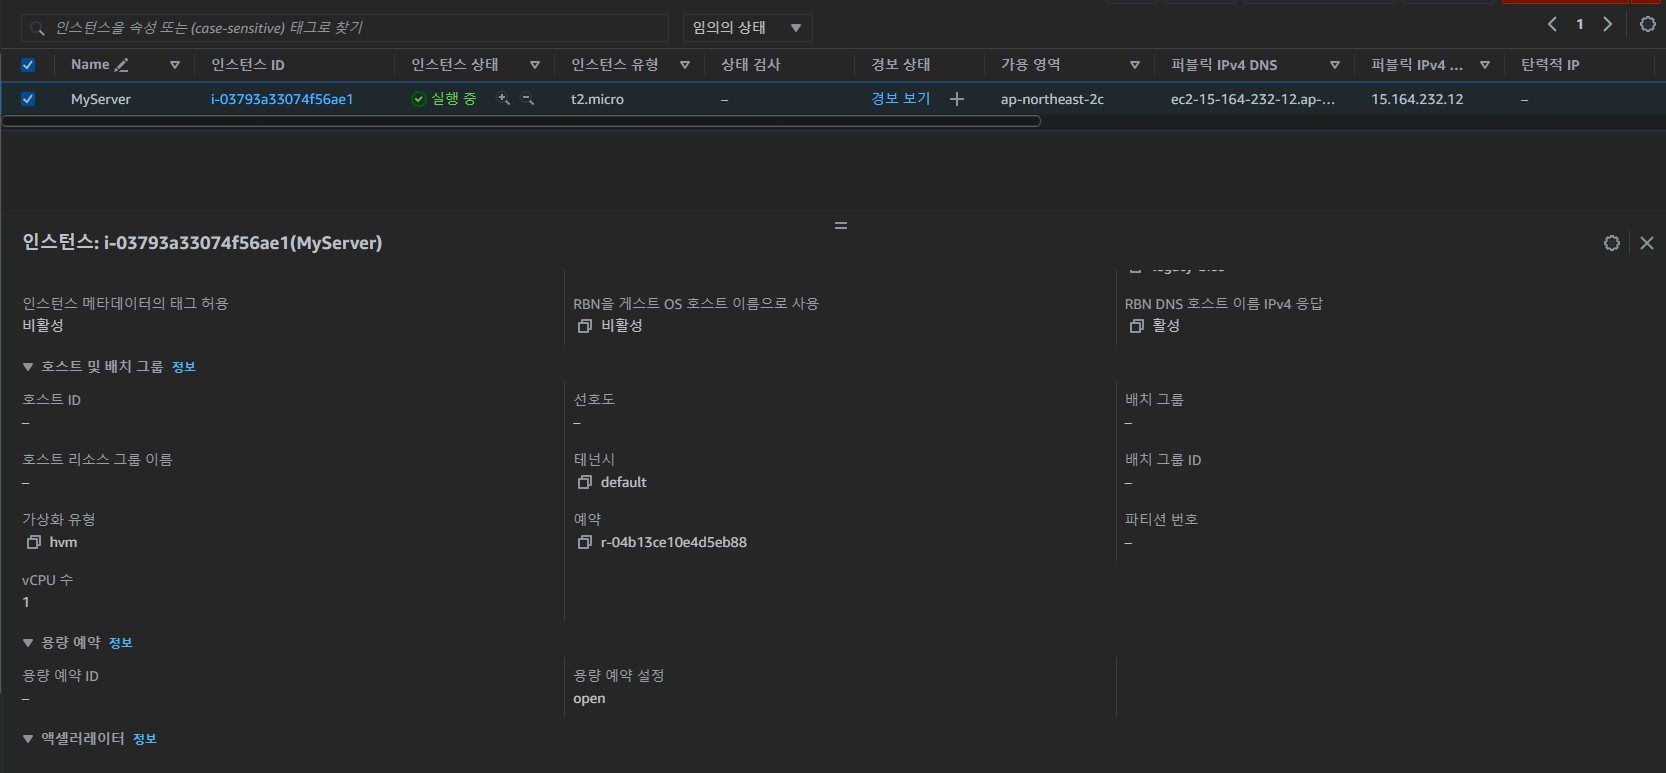 인스턴스을 속성 또는 (case-sensitive) 태그로 찾기
임의의 상태
1
Name 인스턴스 ID 인스턴스 상태 인스턴스 유형 상태 검사 경보 상태 가용 영역 퍼블릭 IPv4 DNS 퍼블릭 IPv4 ... 탄력적 IP
MyServer i-03793a33074f56ae1 실행 중 t2.micro – 경보 보기 + ap-northeast-2c ec2-15-164-232-12.ap-... 15.164.232.12 –
인스턴스: i-03793a33074f56ae1(MyServer)
인스턴스 메타데이터의 태그 허용
비활성
RBN을 게스트 OS 호스트 이름으로 사용
비활성
RBN DNS 호스트 이름 IPv4 응답
활성
호스트 및 배치 그룹 정보
호스트 ID
–
선호도
–
배치 그룹
–
호스트 리소스 그룹 이름
–
테넌시
default
배치 그룹 ID
–
가상화 유형
hvm
예약
r-04b13ce10e4d5eb88
파티션 번호
–
vCPU 수
1
용량 예약 정보
용량 예약 ID
–
용량 예약 설정
open
액셀러레이터 정보